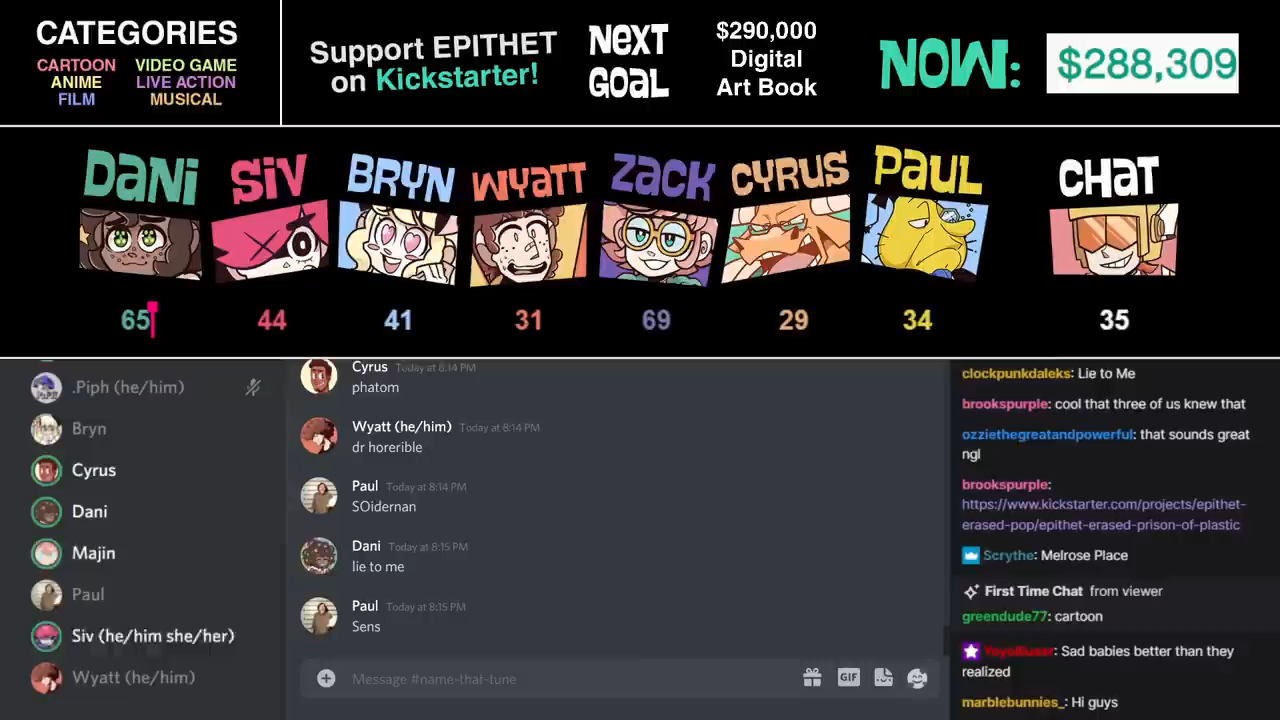 CATEGORIES
CARTOON VIDEO GAME
ANIME LIVE ACTION
FILM MUSICAL
Support EPITHET
on Kickstarter!
NEXT
GOAL
$290,000
Digital
Art Book
NOW:
$288,309
DANI SIV BRYN WYATT ZACK CYRUS PAUL CHAT
65 44 41 31 69 29 34 35
.Piph (he/him)
Bryn
Cyrus
Dani
Majin
Paul
Siv (he/him she/her)
Wyatt (he/him)
Cyrus Today at 8:14 PM
phatom
Wyatt (he/him) Today at 8:14 PM
dr horerible
Paul Today at 8:14 PM
SOidernan
Dani Today at 8:15 PM
lie to me
Paul Today at 8:15 PM
Sens
Message #name-that-tune
GIF
clockpunkdaleks: Lie to Me
brookspurple: cool that three of us knew that
ozziethegreatandpowerful: that sounds great
ngl
brookspurple:
https://www.kickstarter.com/projects/epithet-
erased-pop/epithet-erased-prison-of-plastic
Scrythe: Melrose Place
First Time Chat from viewer
greendude77: cartoon
Sad babies better than they
realized
marblebunnies_: Hi guys